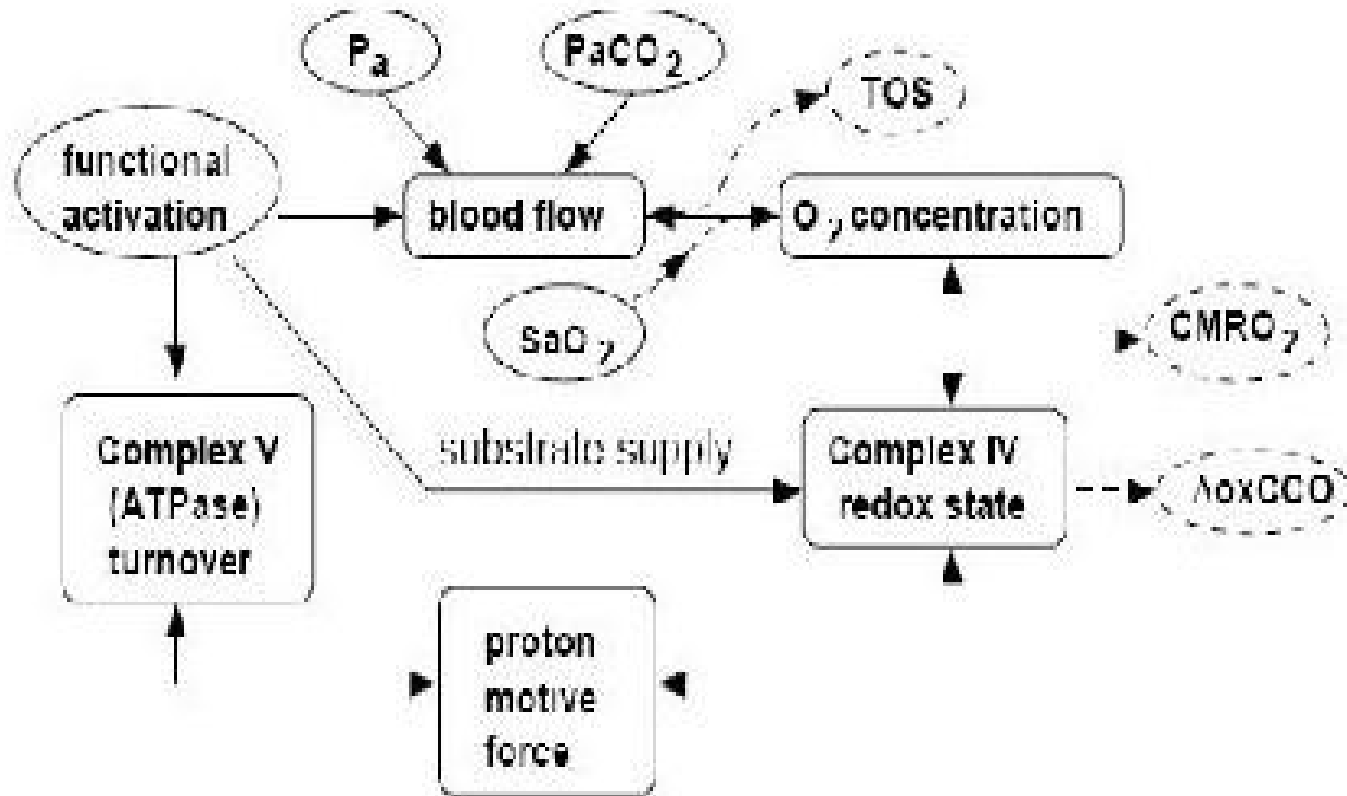 Pa
PaCO2
TOS
functional
activation
blood flow
O2 concentration
SaO2
CMRO2
substrate supply
Complex V
(ATPase)
turnover
Complex IV
redox state
ΔoxCCO
proton
motive
force